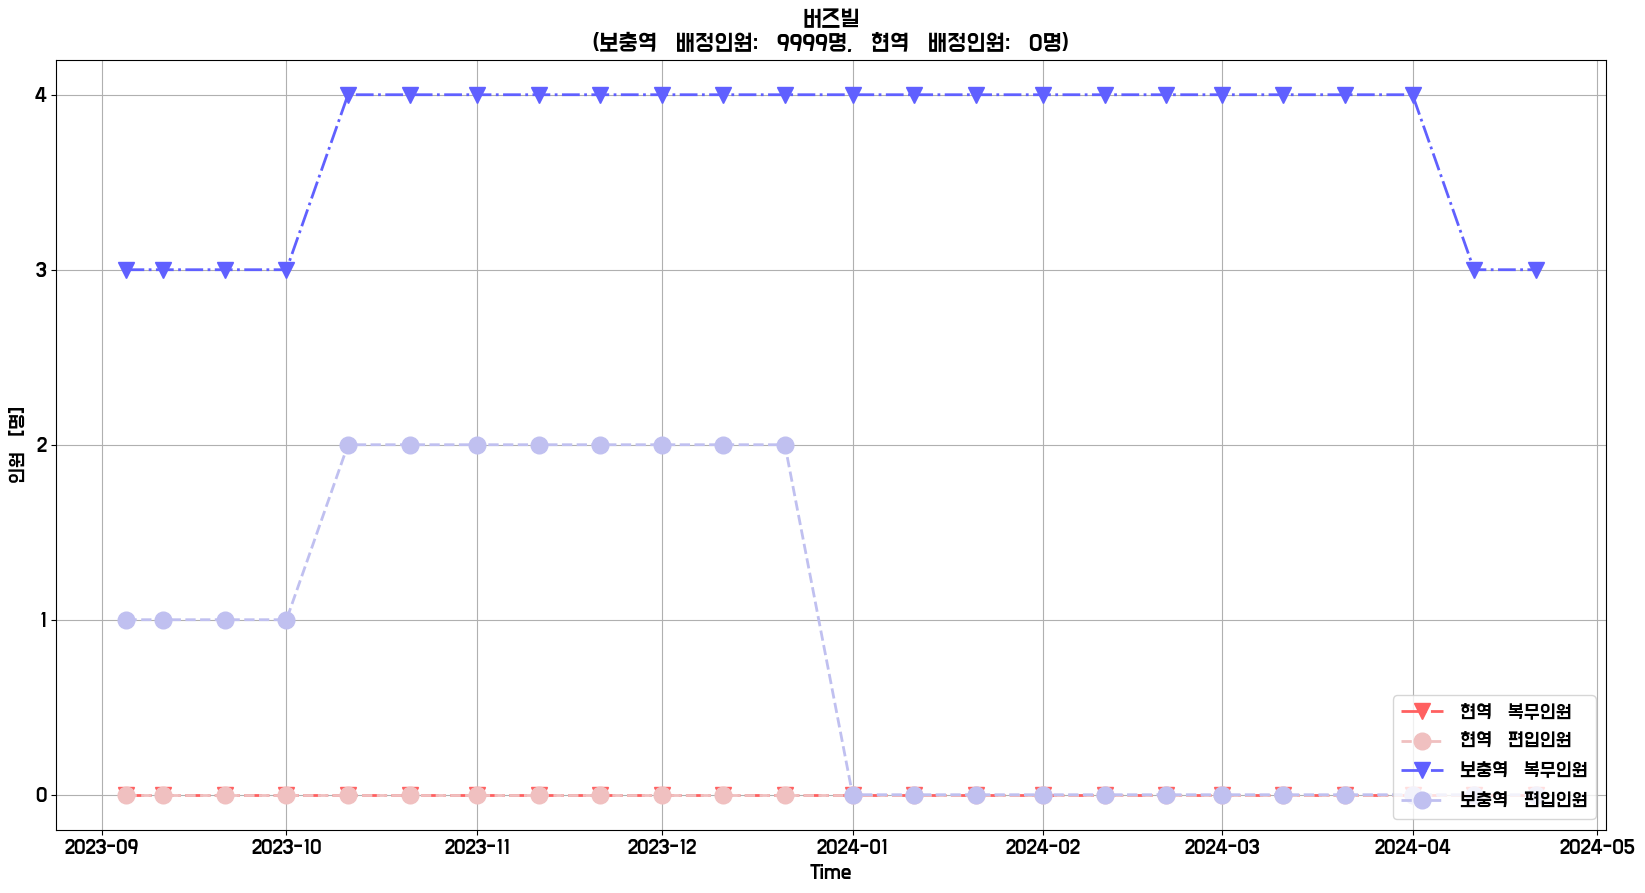 버즈빌
(보충역 배정인원: 9999명, 현역 배정인원: 0명)
4
3
2
1
0
인원 [명]
2023-09 2023-10 2023-11 2023-12 2024-01 2024-02 2024-03 2024-04 2024-05
Time
현역 복무인원
현역 편입인원
보충역 복무인원
보충역 편입인원